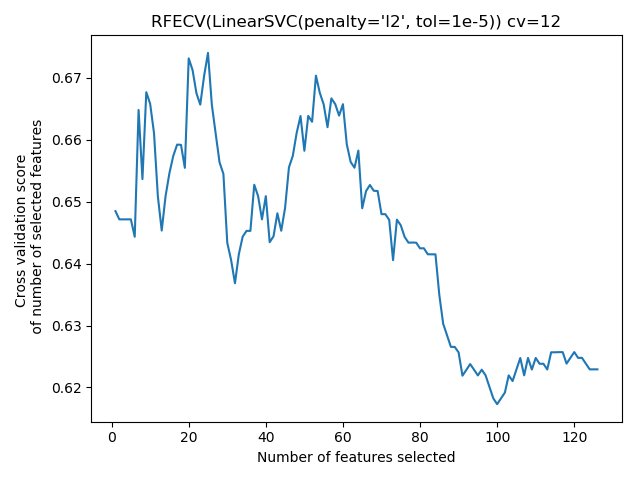 RFECV(LinearSVC(penalty='l2', tol=1e-5)) cv=12
Cross validation score
of number of selected features
0.67
0.66
0.65
0.64
0.63
0.62
0 20 40 60 80 100 120
Number of features selected